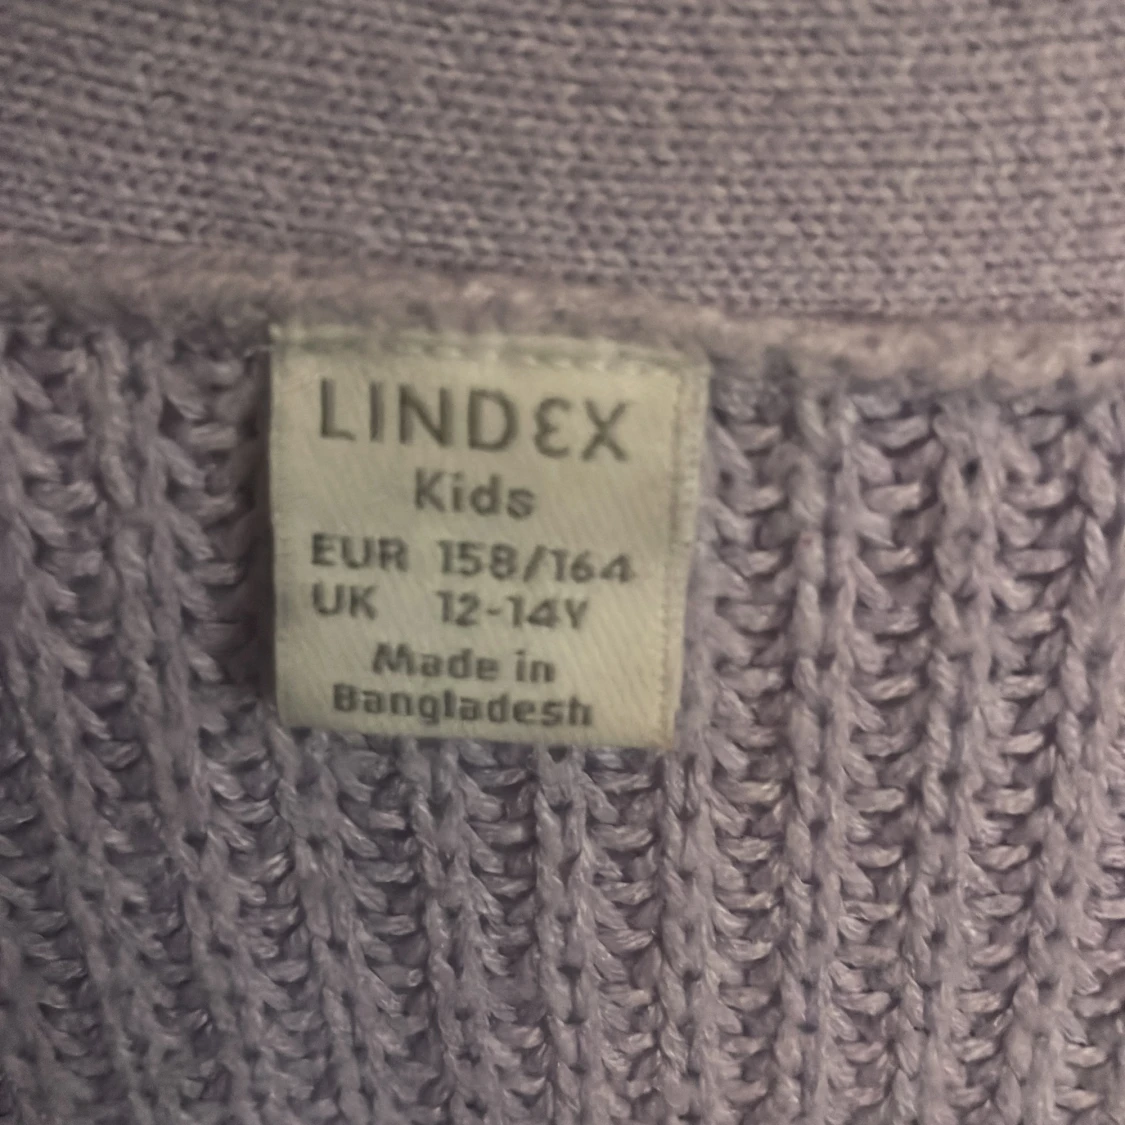 LINDEX
Kids
EUR 158/164
UK 12-14Y
Made in
Bangladesh